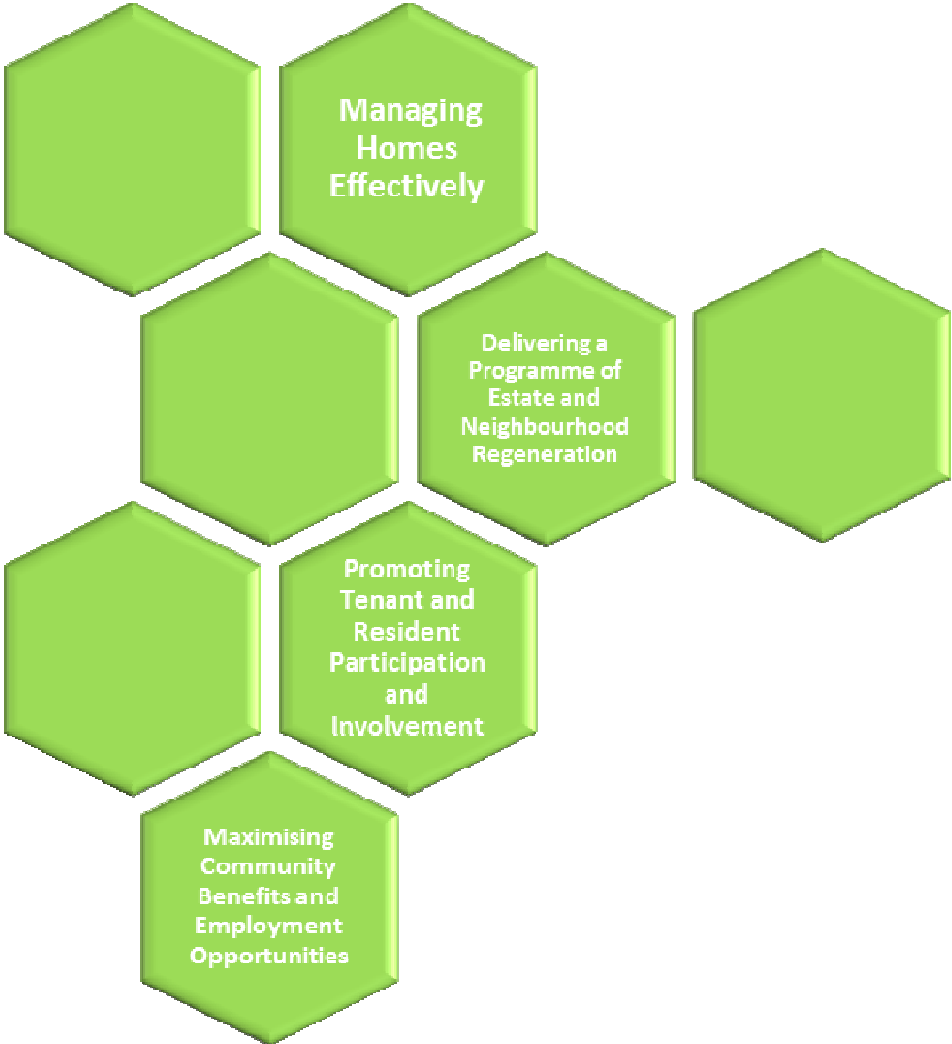 Managing
Homes
Effectively
Delivering a
Programme of
Estate and
Neighbourhood
Regeneration
Promoting
Tenant and
Resident
Participation
and
Involvement
Maximising
Community
Benefits and
Employment
Opportunities